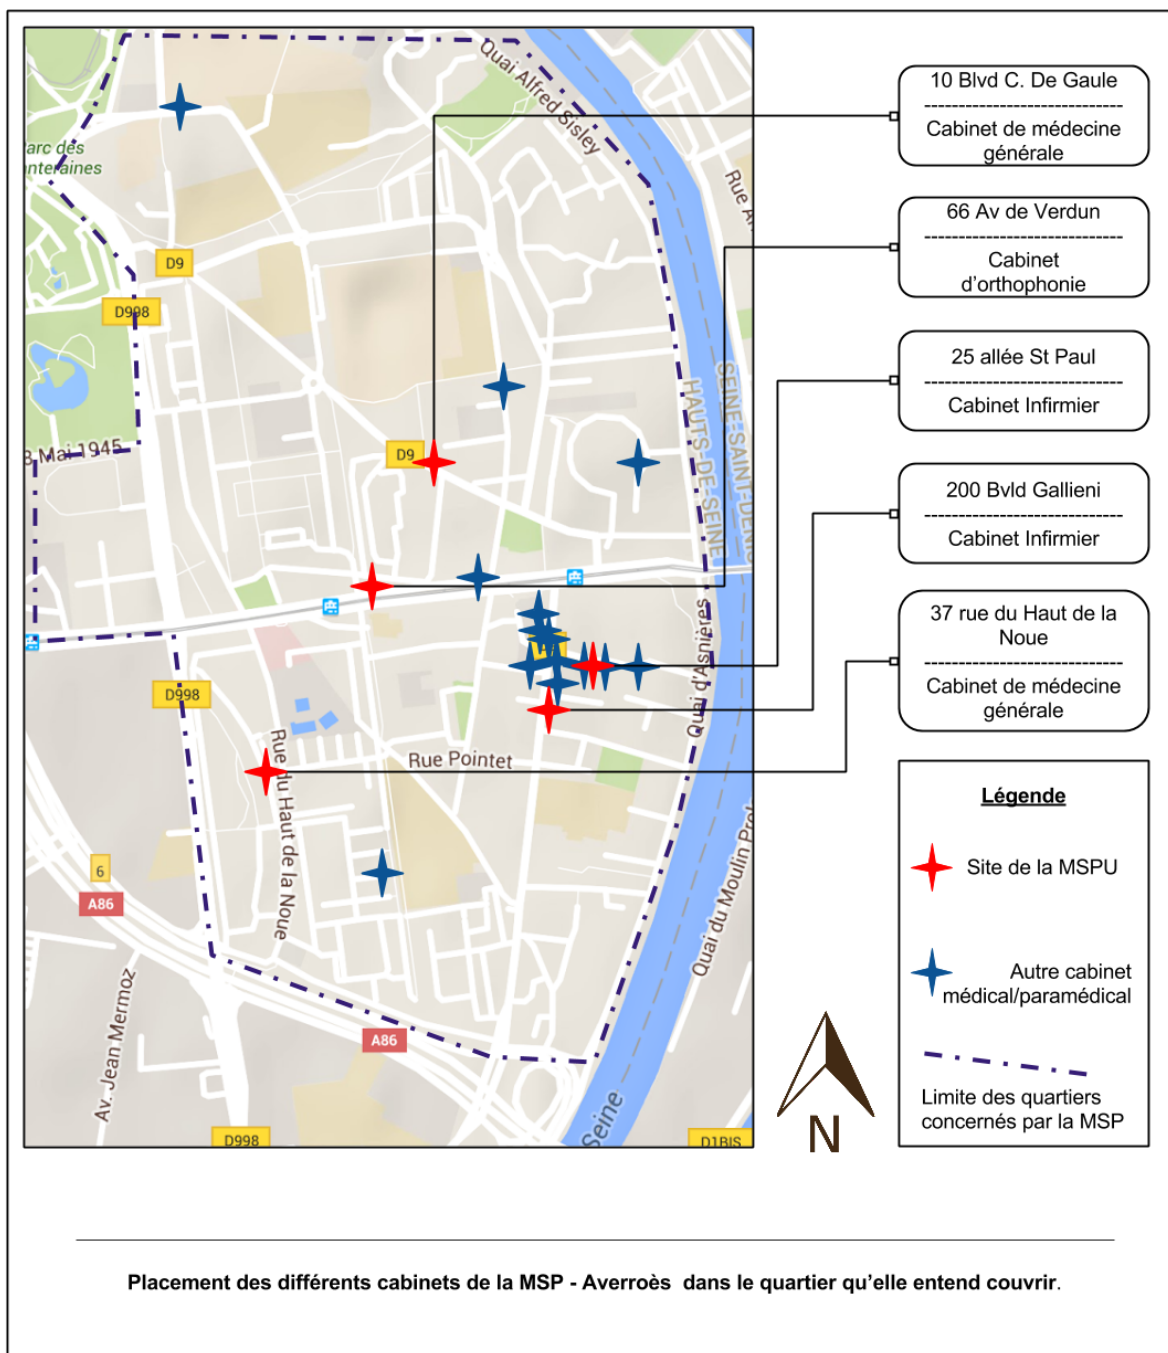 Quai Alfred Sisley
Parc des
Rue
D9
D998
D9
8 Mai 1945
HAUTS-DE-SEINE
SEINE-SAINT-DENIS
Quai d'Asnières
D998
Rue Pointet
Rue du Haut de la Noue
6
A86
Av. Jean Mermoz
A86
Quai du Moulin
Seine
D998
D1BIS
10 Blvd C. De Gaule
----------------------------
Cabinet de médecine
générale
66 Av de Verdun
----------------------------
Cabinet
d'orthophonie
25 allée St Paul
----------------------------
Cabinet Infirmier
200 Bvld Gallieni
----------------------------
Cabinet Infirmier
37 rue du Haut de la
Noue
----------------------------
Cabinet de médecine
générale
Légende
Site de la MSPU
Autre cabinet
médical/paramédical
Limite des quartiers
concernés par la MSP
N
Placement des différents cabinets de la MSP - Averroès dans le quartier qu'elle entend couvrir.